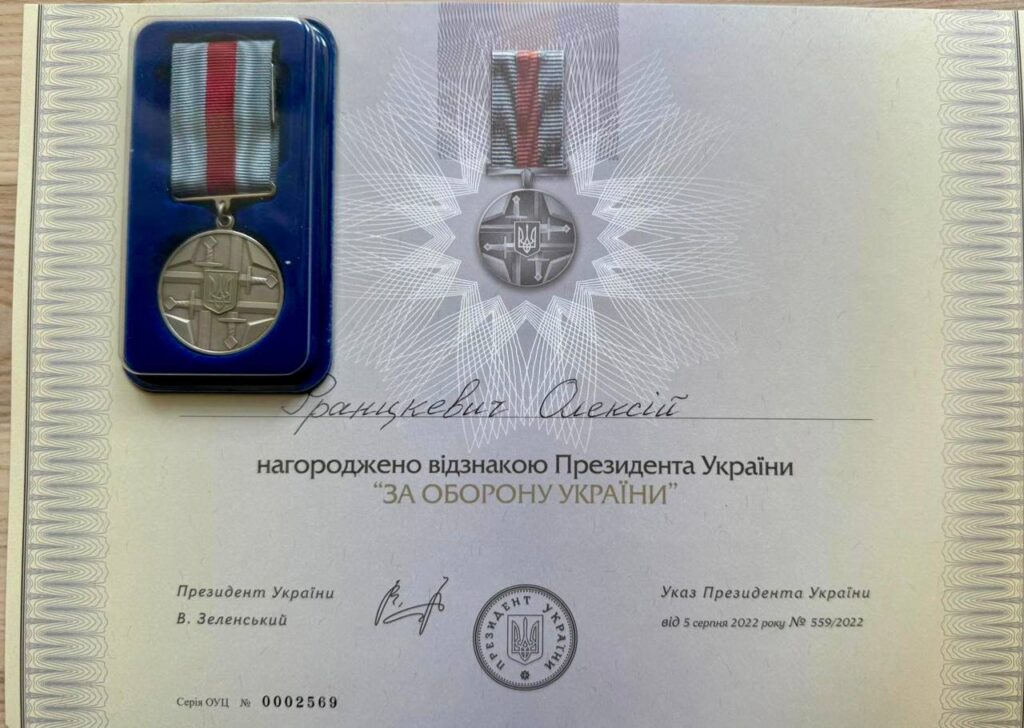 Францкевич Олексій
нагороджено відзнакою Президента України
“ЗА ОБОРОНУ УКРАЇНИ”
Президент України
В. Зеленський
ПРЕЗИДЕНТ УКРАЇНИ
Указ Президента України
від 5 серпня 2022 року № 559/2022
Серія ОУЦ № 0002569